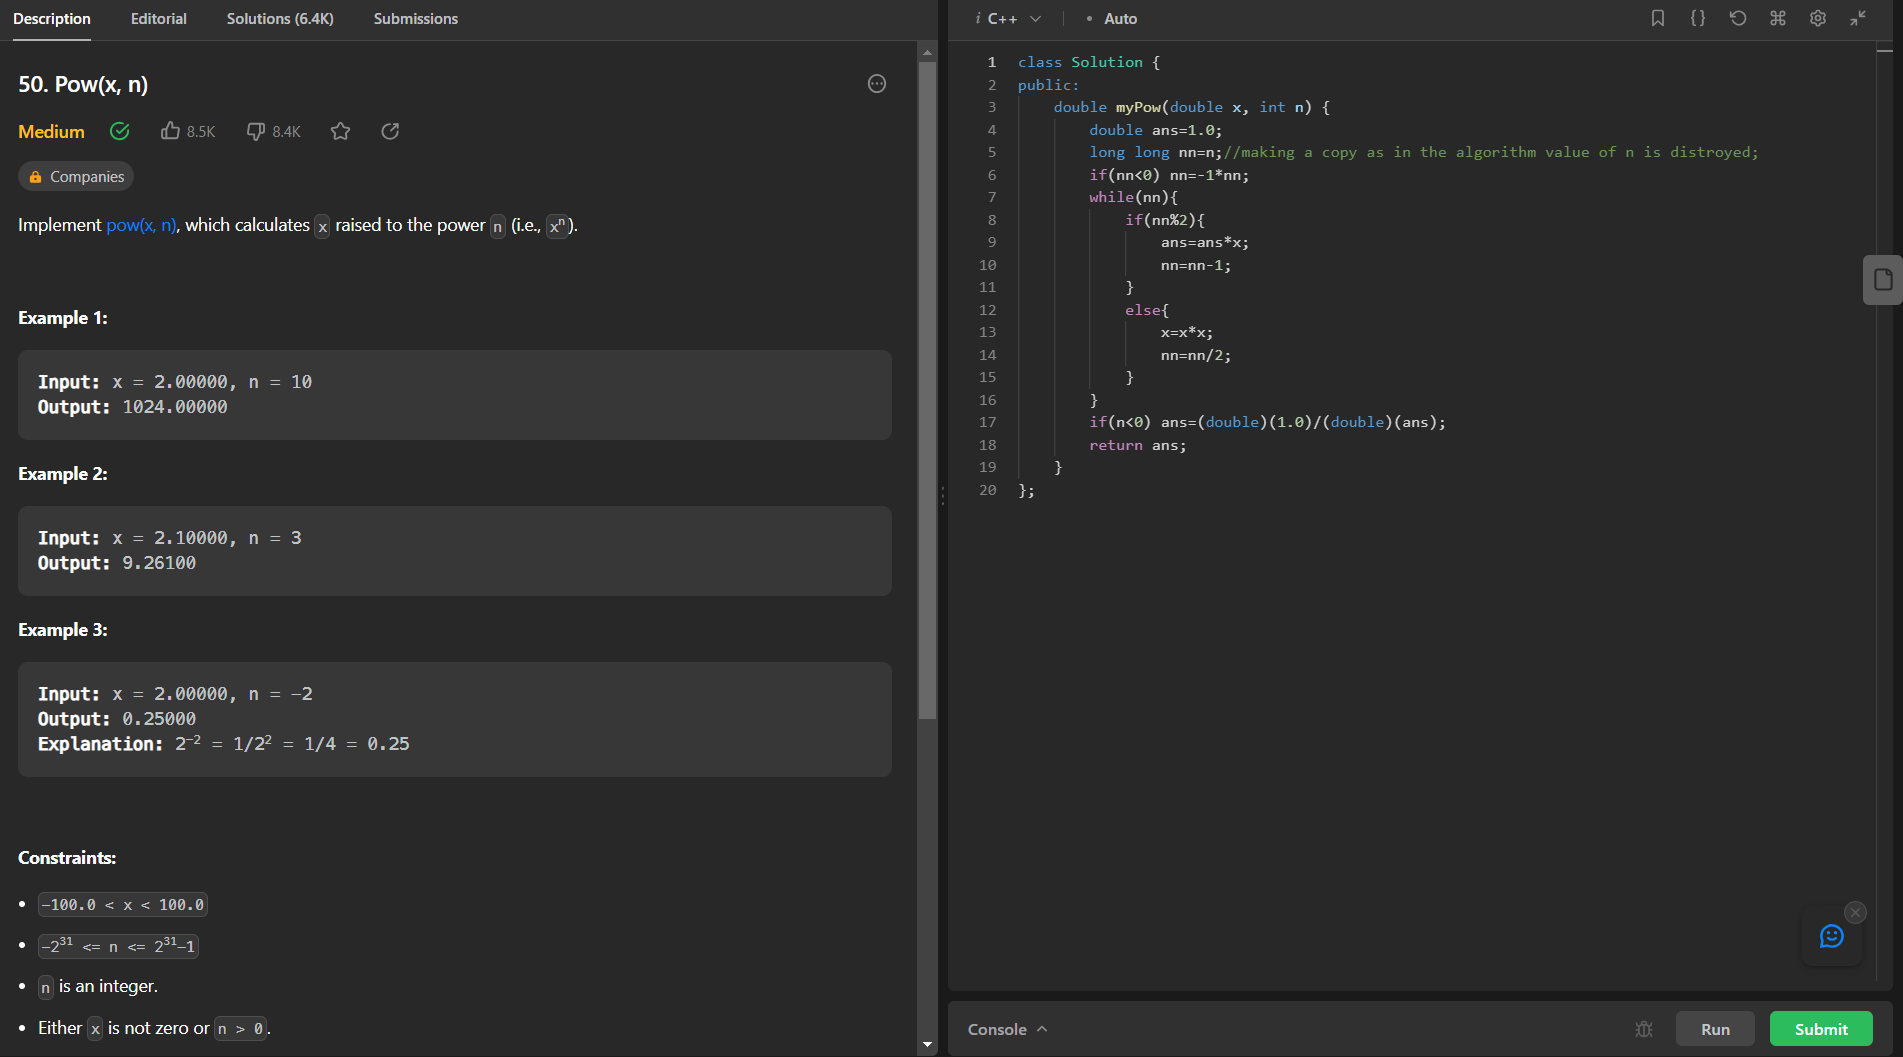 Description Editorial Solutions (6.4K) Submissions
50. Pow(x, n)
Medium 8.5K 8.4K
Companies
Implement pow(x, n), which calculates x raised to the power n (i.e., xⁿ).
Example 1:
Input: x = 2.00000, n = 10
Output: 1024.00000
Example 2:
Input: x = 2.10000, n = 3
Output: 9.26100
Example 3:
Input: x = 2.00000, n = -2
Output: 0.25000
Explanation: 2⁻² = 1/2² = 1/4 = 0.25
Constraints:
• -100.0 < x < 100.0
• -2³¹ <= n <= 2³¹-1
• n is an integer.
• Either x is not zero or n > 0.
i C++ • Auto
1 class Solution {
2 public:
3     double myPow(double x, int n) {
4         double ans=1.0;
5         long long nn=n;//making a copy as in the algorithm value of n is distroyed;
6         if(nn<0) nn=-1*nn;
7         while(nn){
8             if(nn%2){
9                 ans=ans*x;
10                 nn=nn-1;
11             }
12             else{
13                 x=x*x;
14                 nn=nn/2;
15             }
16         }
17         if(n<0) ans=(double)(1.0)/(double)(ans);
18         return ans;
19     }
20 };
Console Run Submit